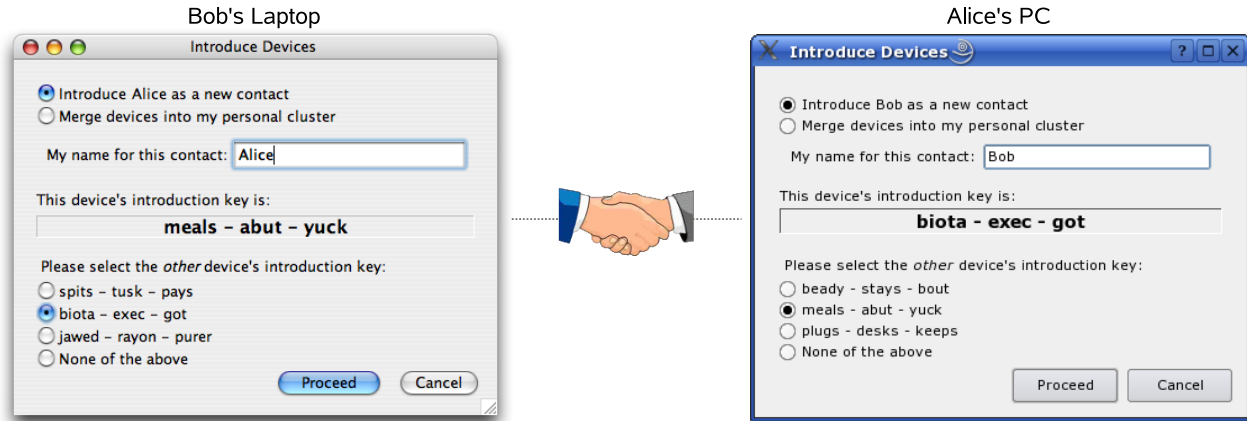 Bob's Laptop
Introduce Devices
Introduce Alice as a new contact
Merge devices into my personal cluster
My name for this contact: Alice
This device's introduction key is:
meals – abut – yuck
Please select the other device's introduction key:
spits – tusk – pays
biota – exec – got
jawed – rayon – purer
None of the above
Proceed Cancel
Alice's PC
Introduce Devices
Introduce Bob as a new contact
Merge devices into my personal cluster
My name for this contact: Bob
This device's introduction key is:
biota - exec - got
Please select the other device's introduction key:
beady - stays - bout
meals - abut - yuck
plugs - desks - keeps
None of the above
Proceed Cancel